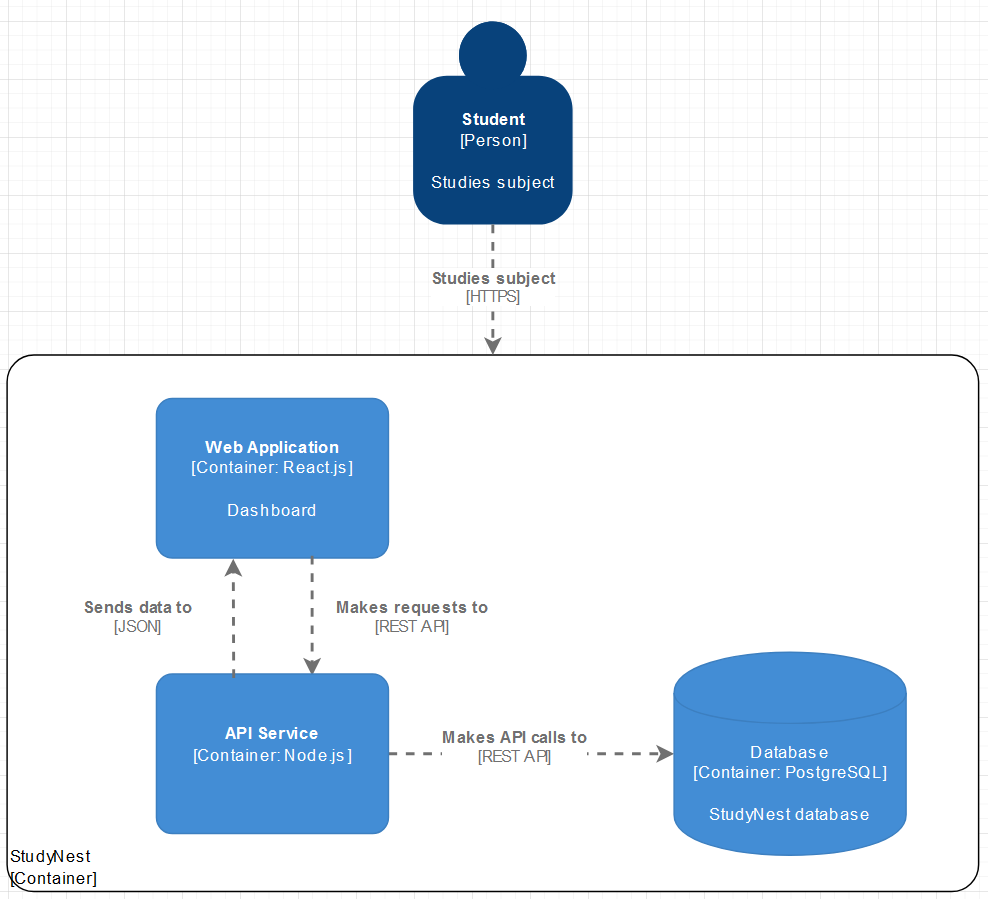 Student
[Person]
Studies subject
Studies subject
[HTTPS]
Web Application
[Container: React.js]
Dashboard
Sends data to
[JSON]
Makes requests to
[REST API]
API Service
[Container: Node.js]
Makes API calls to
[REST API]
Database
[Container: PostgreSQL]
StudyNest database
StudyNest
[Container]